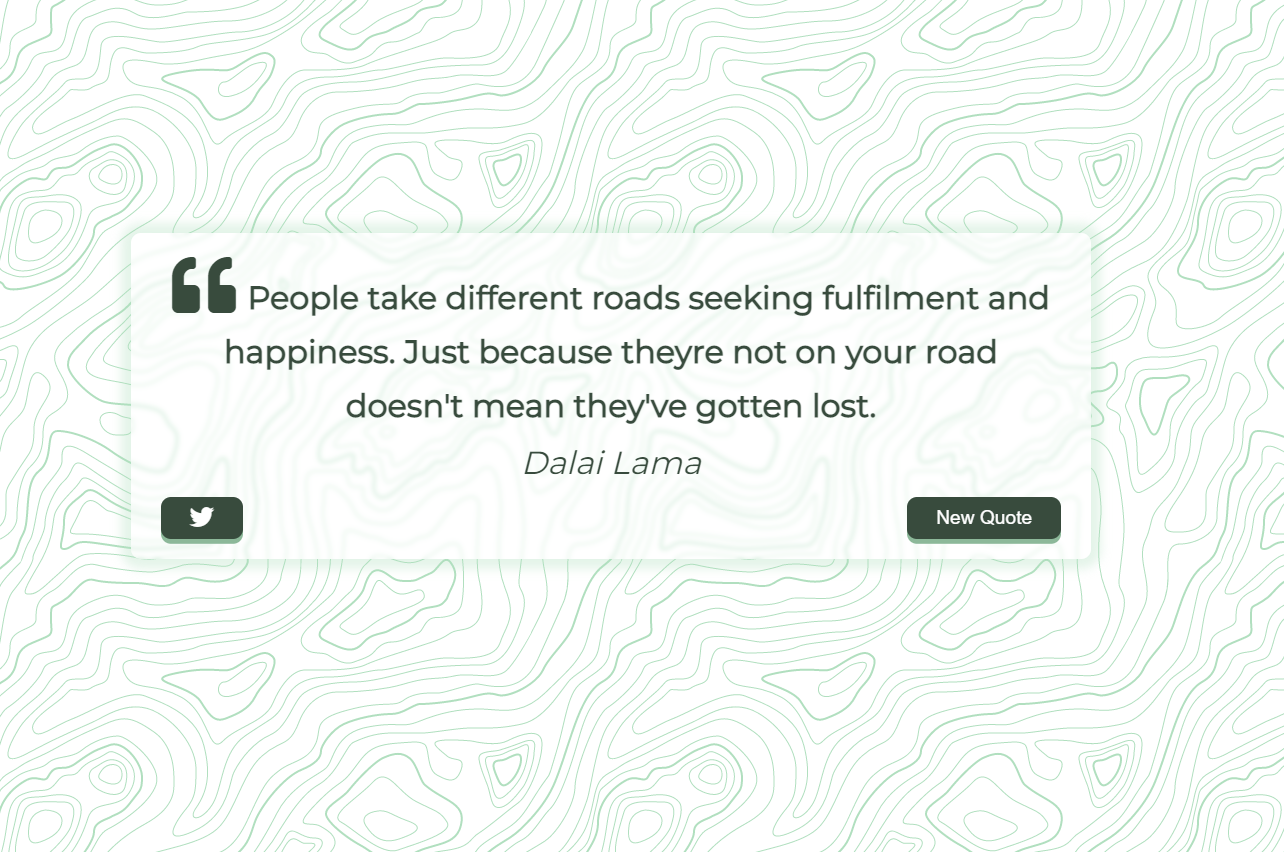 “ People take different roads seeking fulfilment and
happiness. Just because theyre not on your road
doesn't mean they've gotten lost.
Dalai Lama
New Quote